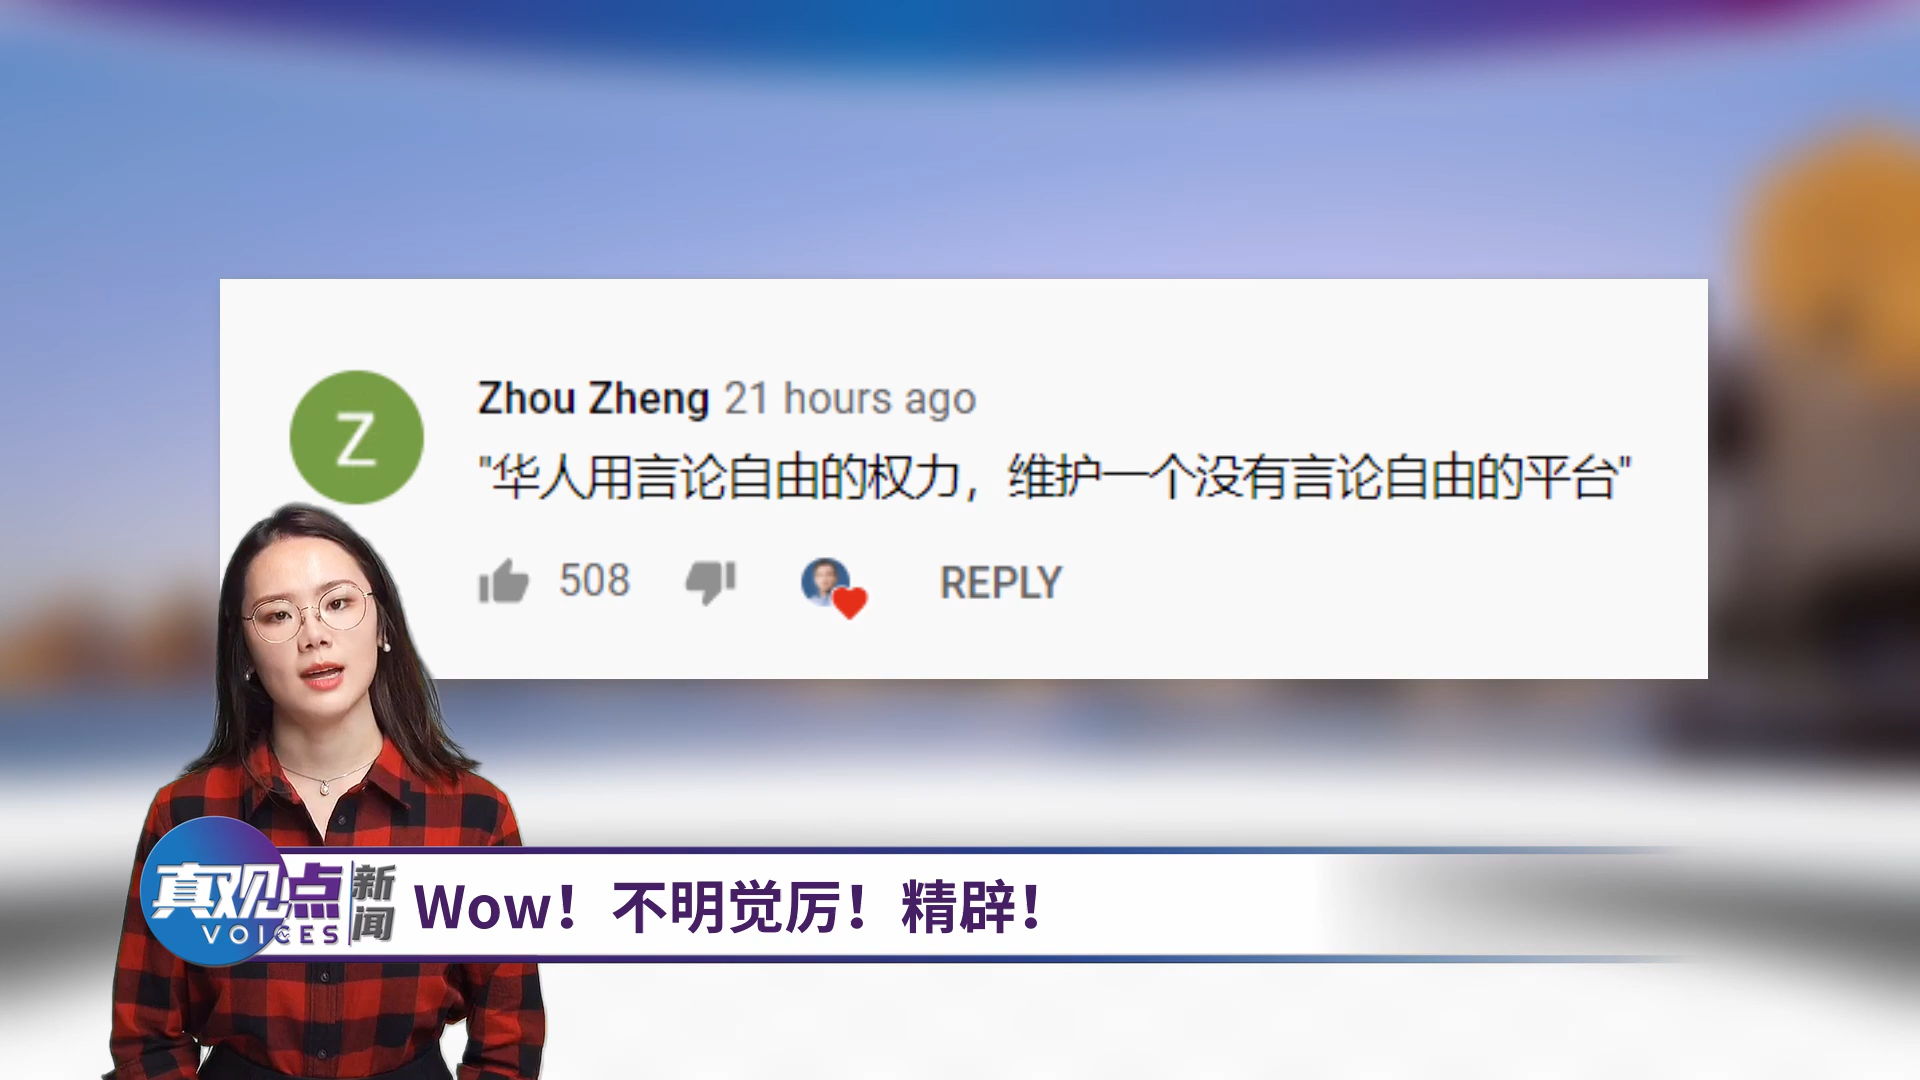 Z
Zhou Zheng 21 hours ago
"华人用言论自由的权力，维护一个没有言论自由的平台"
508
REPLY
真观点
新闻
VOICES
Wow！不明觉厉！精辟！